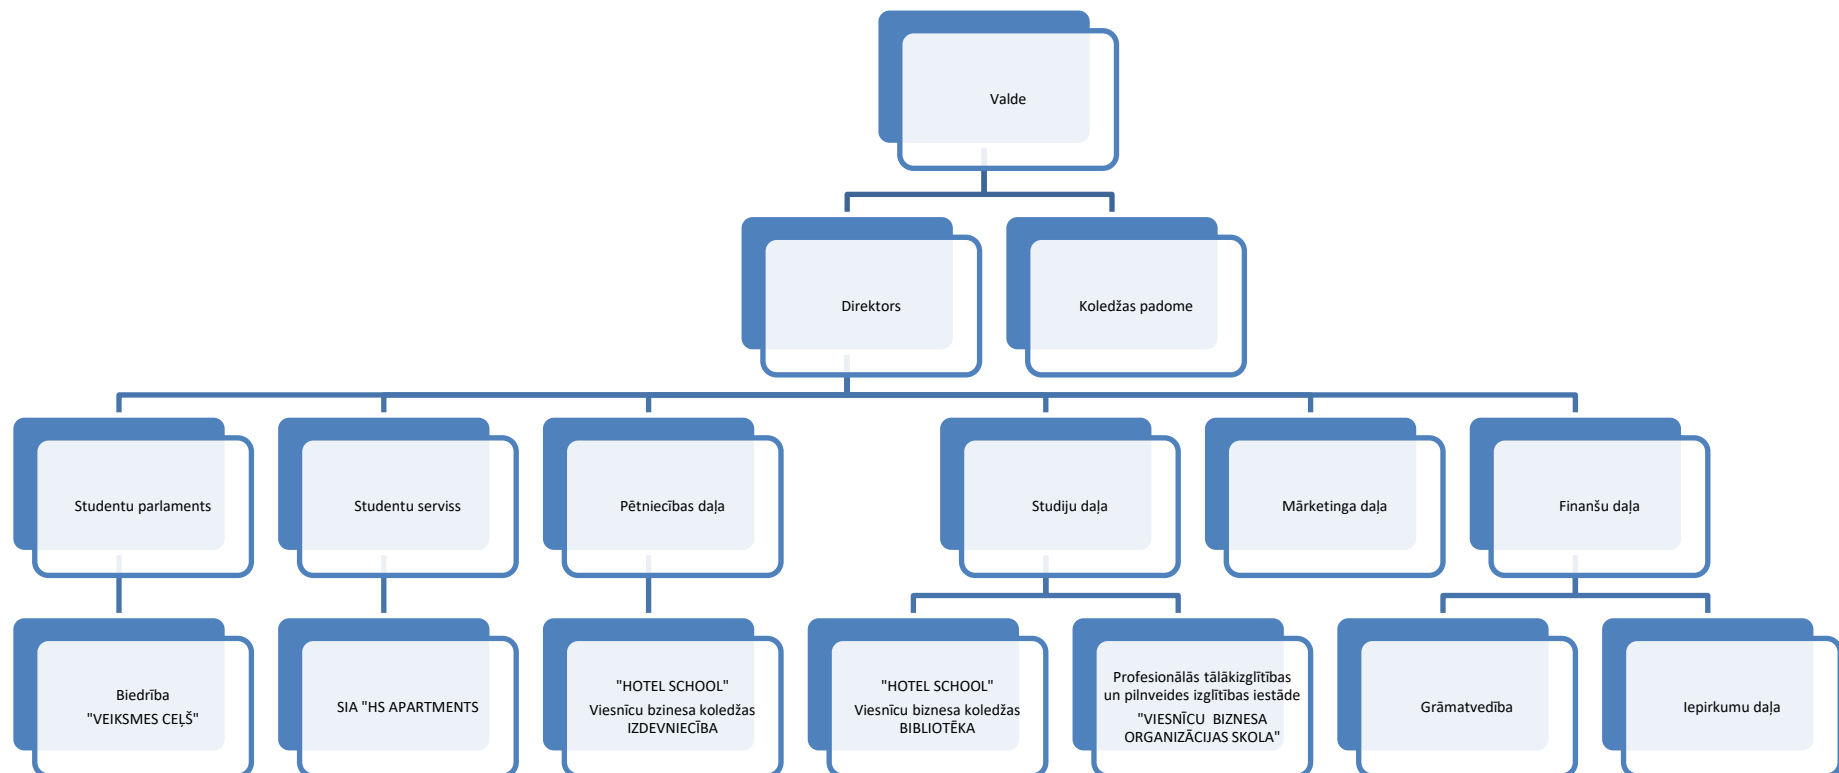 Valde
Direktors
Koledžas padome
Studentu parlaments
Studentu serviss
Pētniecības daļa
Studiju daļa
Mārketinga daļa
Finanšu daļa
Biedrība
"VEIKSMES CEĻŠ"
SIA "HS APARTMENTS
"HOTEL SCHOOL"
Viesnīcu bzinesa koledžas
IZDEVNIECĪBA
"HOTEL SCHOOL"
Viesnīcu biznesa koledžas
BIBLIOTĒKA
Profesionālās tālākizglītības
un pilnveides izglītības iestāde
"VIESNĪCU BIZNESA
ORGANIZĀCIJAS SKOLA"
Grāmatvedība
Iepirkumu daļa